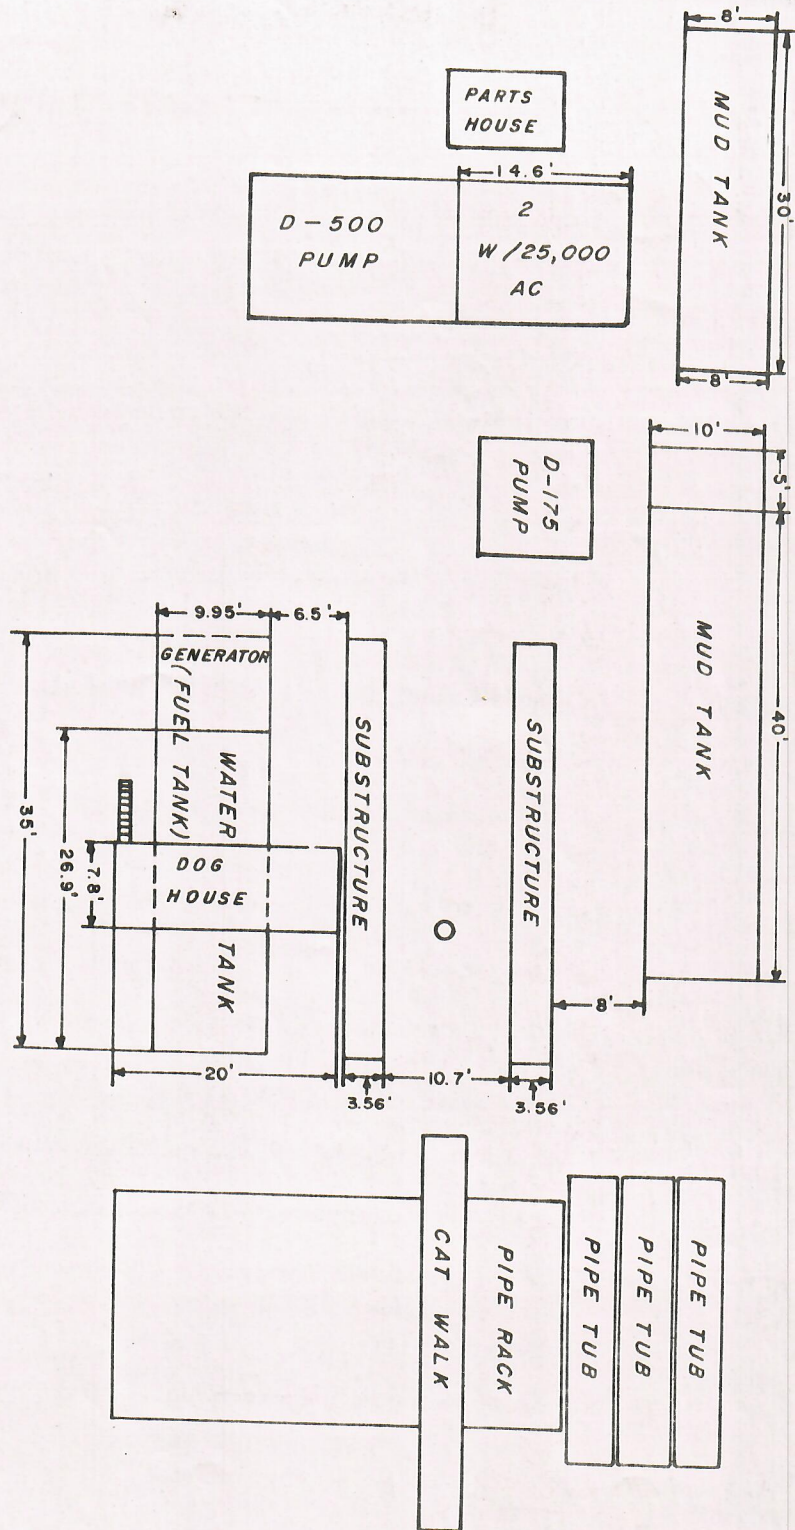 8'
MUD TANK
30'
8'
PARTS
HOUSE
14.6'
D-500
PUMP
2
W/25,000
AC
10'
5'
D-175
PUMP
MUD TANK
40'
9.95'
6.5'
GENERATOR
(FUEL TANK)
WATER TANK
35'
26.9'
7.8'
DOG
HOUSE
SUBSTRUCTURE
SUBSTRUCTURE
8'
20'
3.56'
10.7'
3.56'
CAT WALK
PIPE RACK
PIPE TUB
PIPE TUB
PIPE TUB